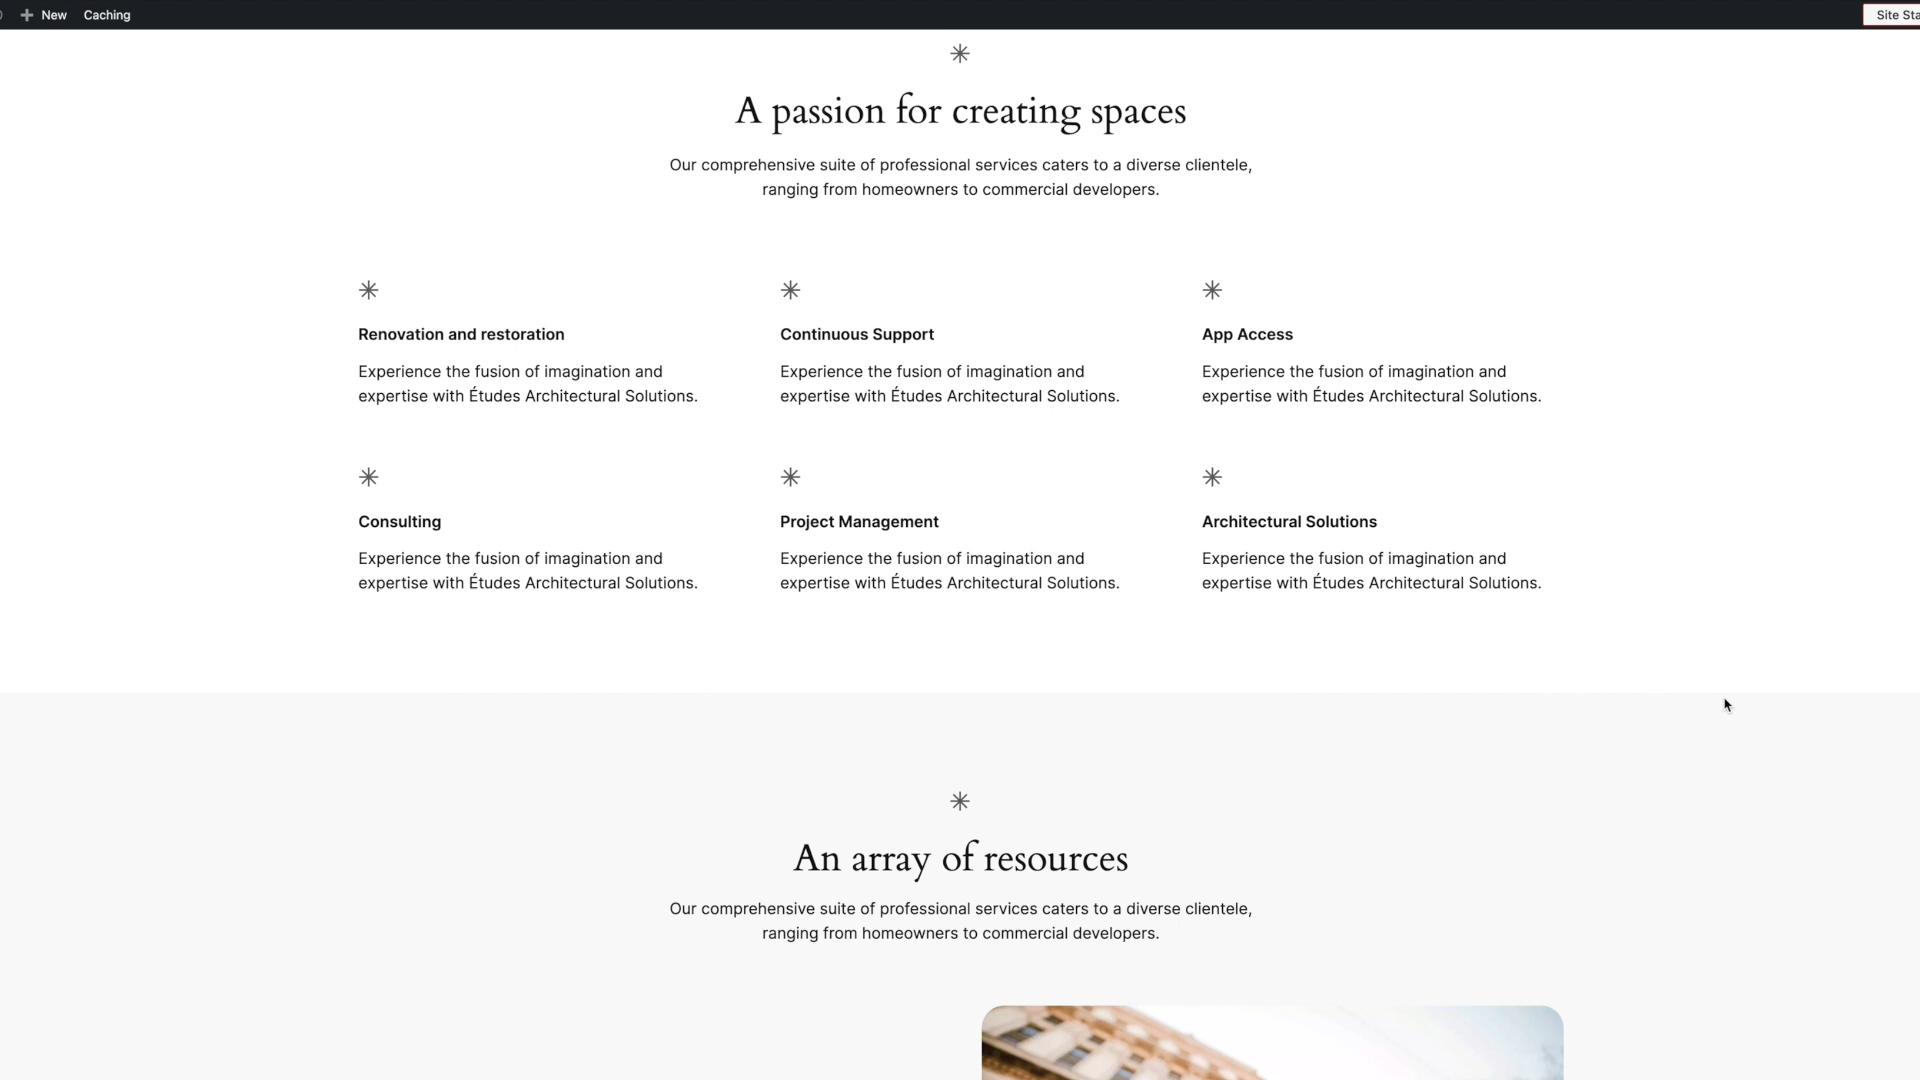 New Caching
Site Sta
A passion for creating spaces
Our comprehensive suite of professional services caters to a diverse clientele,
ranging from homeowners to commercial developers.
Renovation and restoration
Experience the fusion of imagination and
expertise with Études Architectural Solutions.
Continuous Support
Experience the fusion of imagination and
expertise with Études Architectural Solutions.
App Access
Experience the fusion of imagination and
expertise with Études Architectural Solutions.
Consulting
Experience the fusion of imagination and
expertise with Études Architectural Solutions.
Project Management
Experience the fusion of imagination and
expertise with Études Architectural Solutions.
Architectural Solutions
Experience the fusion of imagination and
expertise with Études Architectural Solutions.
An array of resources
Our comprehensive suite of professional services caters to a diverse clientele,
ranging from homeowners to commercial developers.